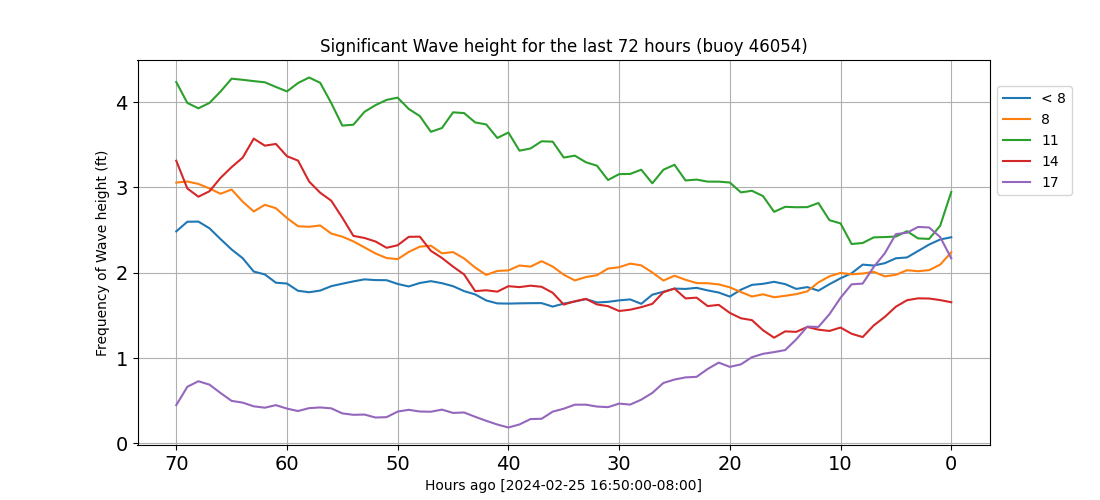 Significant Wave height for the last 72 hours (buoy 46054)
Frequency of Wave height (ft)
4
3
2
1
0
70 60 50 40 30 20 10 0
Hours ago [2024-02-25 16:50:00-08:00]
< 8
8
11
14
17